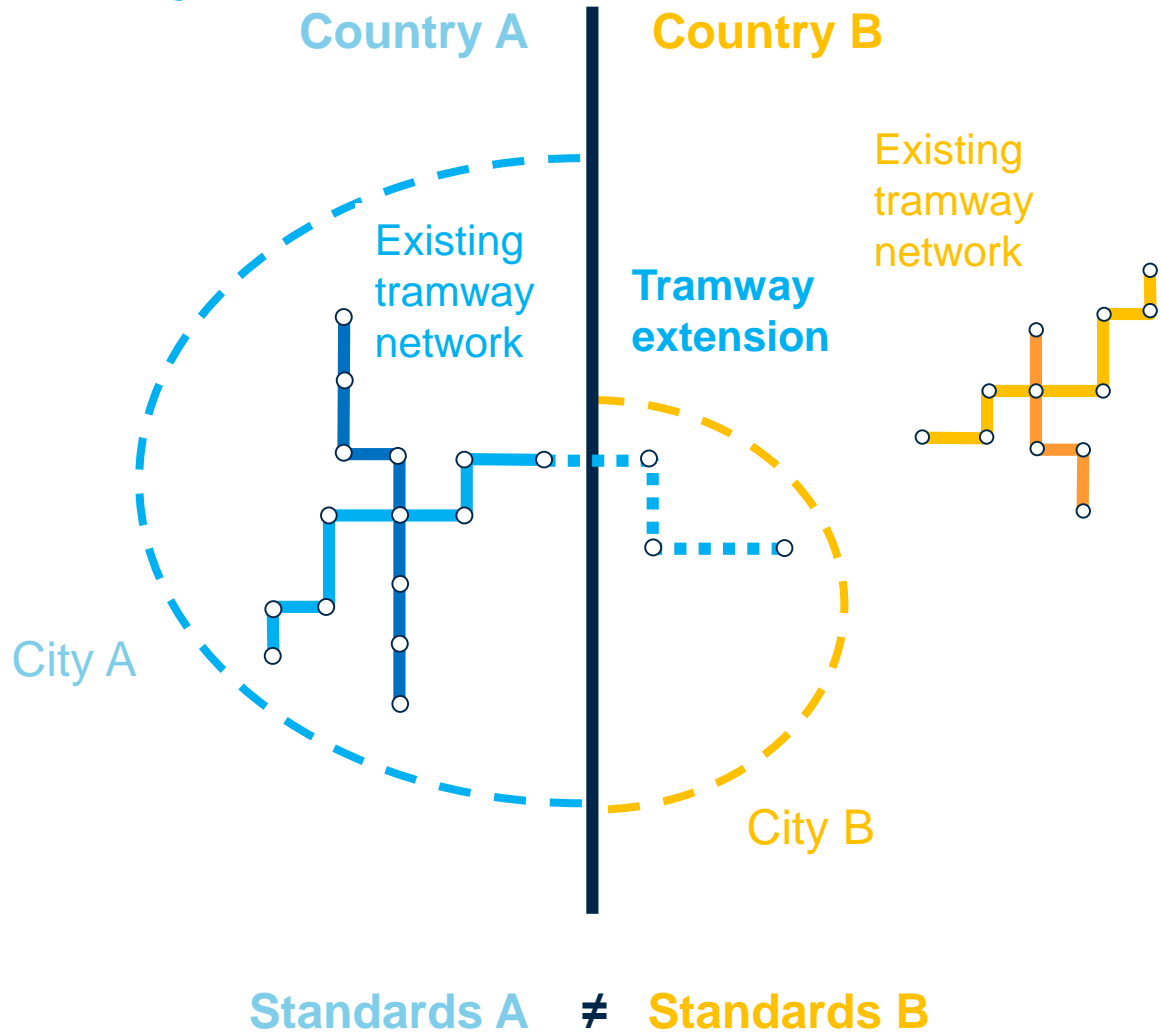 Country A
Country B
Existing
tramway
network
Existing
tramway
network
Tramway
extension
City A
City B
Standards A ≠ Standards B